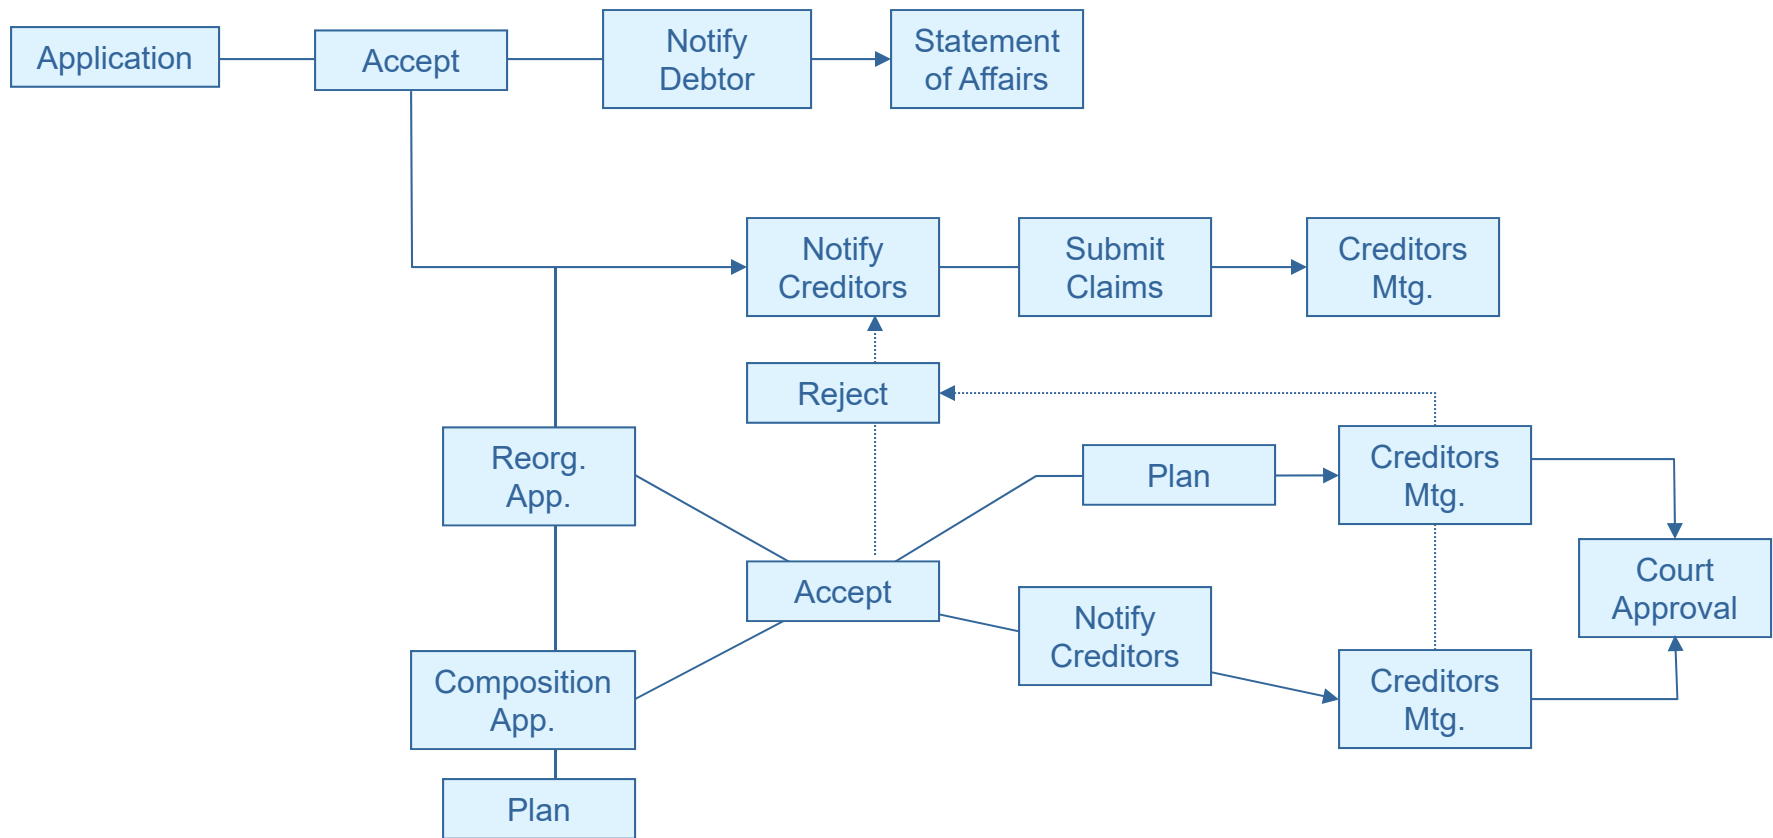 Application
Accept
Notify
Debtor
Statement
of Affairs
Notify
Creditors
Submit
Claims
Creditors
Mtg.
Reject
Reorg.
App.
Plan
Creditors
Mtg.
Accept
Notify
Creditors
Court
Approval
Composition
App.
Creditors
Mtg.
Plan